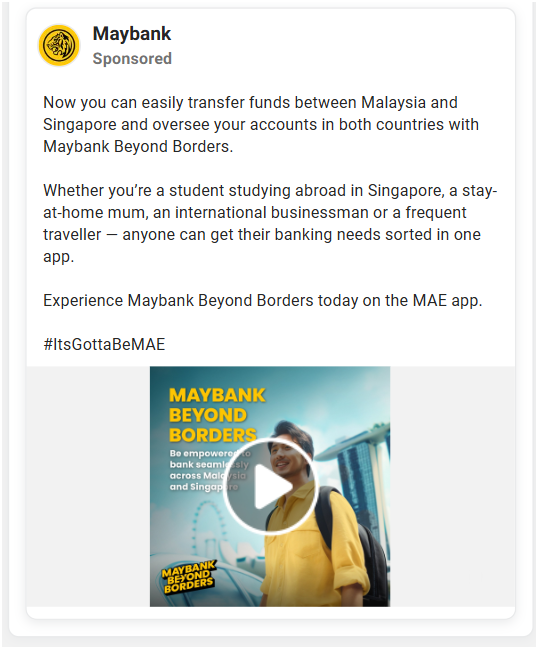 Maybank
Sponsored
Now you can easily transfer funds between Malaysia and
Singapore and oversee your accounts in both countries with
Maybank Beyond Borders.
Whether you’re a student studying abroad in Singapore, a stay-
at-home mum, an international businessman or a frequent
traveller — anyone can get their banking needs sorted in one
app.
Experience Maybank Beyond Borders today on the MAE app.
#ItsGottaBeMAE
MAYBANK
BEYOND
BORDERS
Be empowered to
bank seamlessly
across Malaysia
and Singapore
MAYBANK
BEYOND
BORDERS